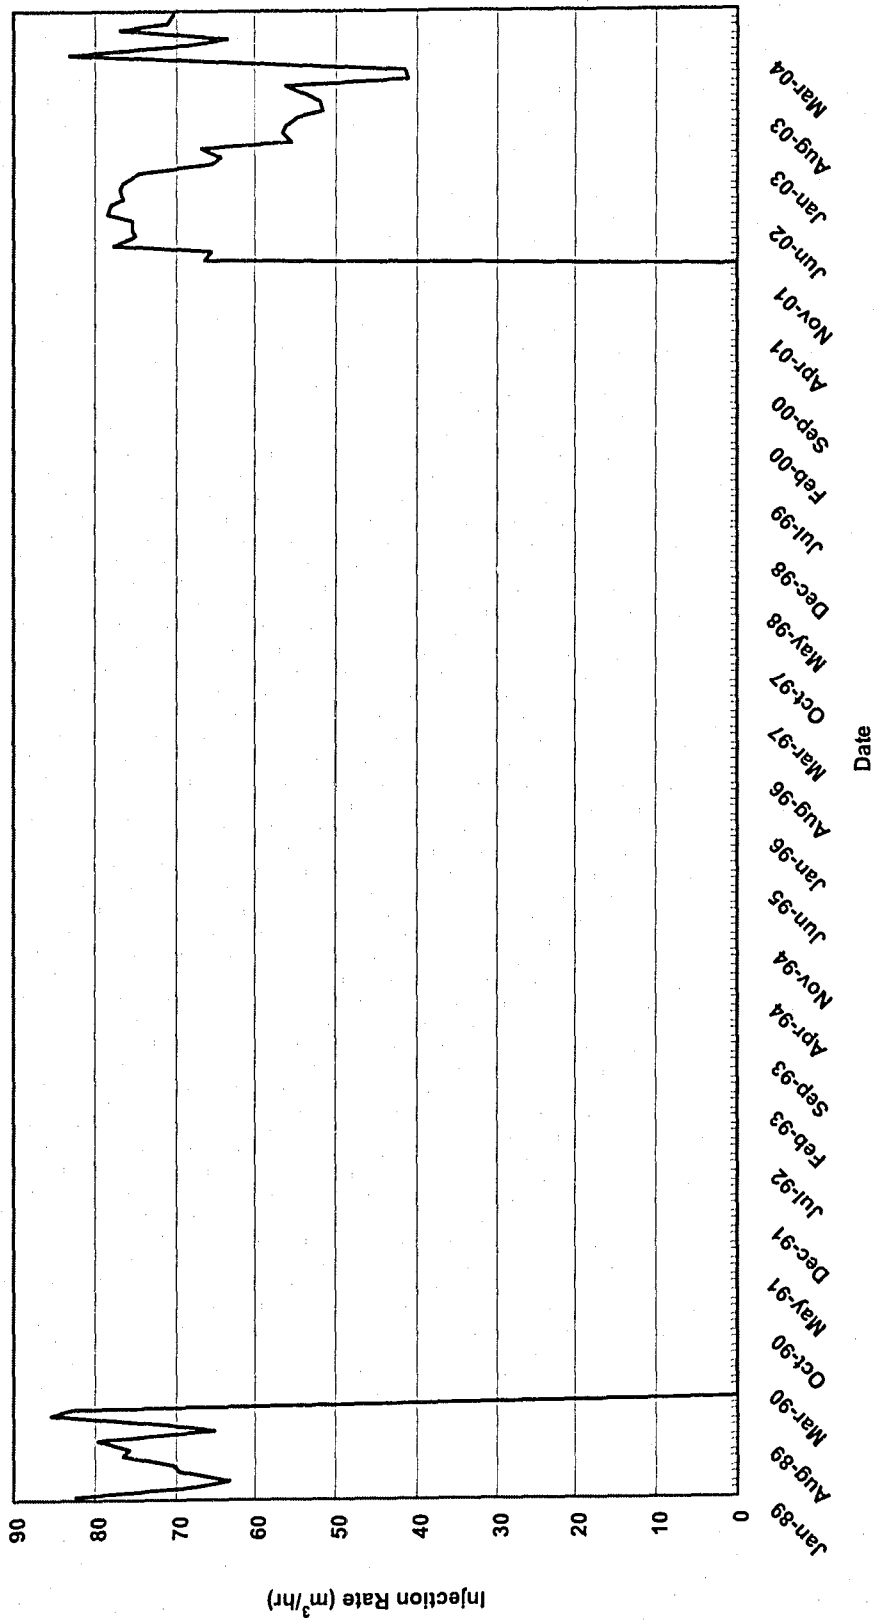 Injection Rate (m³/hr)
90
80
70
60
50
40
30
20
10
0
Jan-89
Aug-89
Mar-90
Oct-90
May-91
Dec-91
Jul-92
Feb-93
Sep-93
Apr-94
Nov-94
Jun-95
Jan-96
Aug-96
Mar-97
Oct-97
May-98
Dec-98
Jul-99
Feb-00
Sep-00
Apr-01
Nov-01
Jun-02
Jan-03
Aug-03
Mar-04
Date